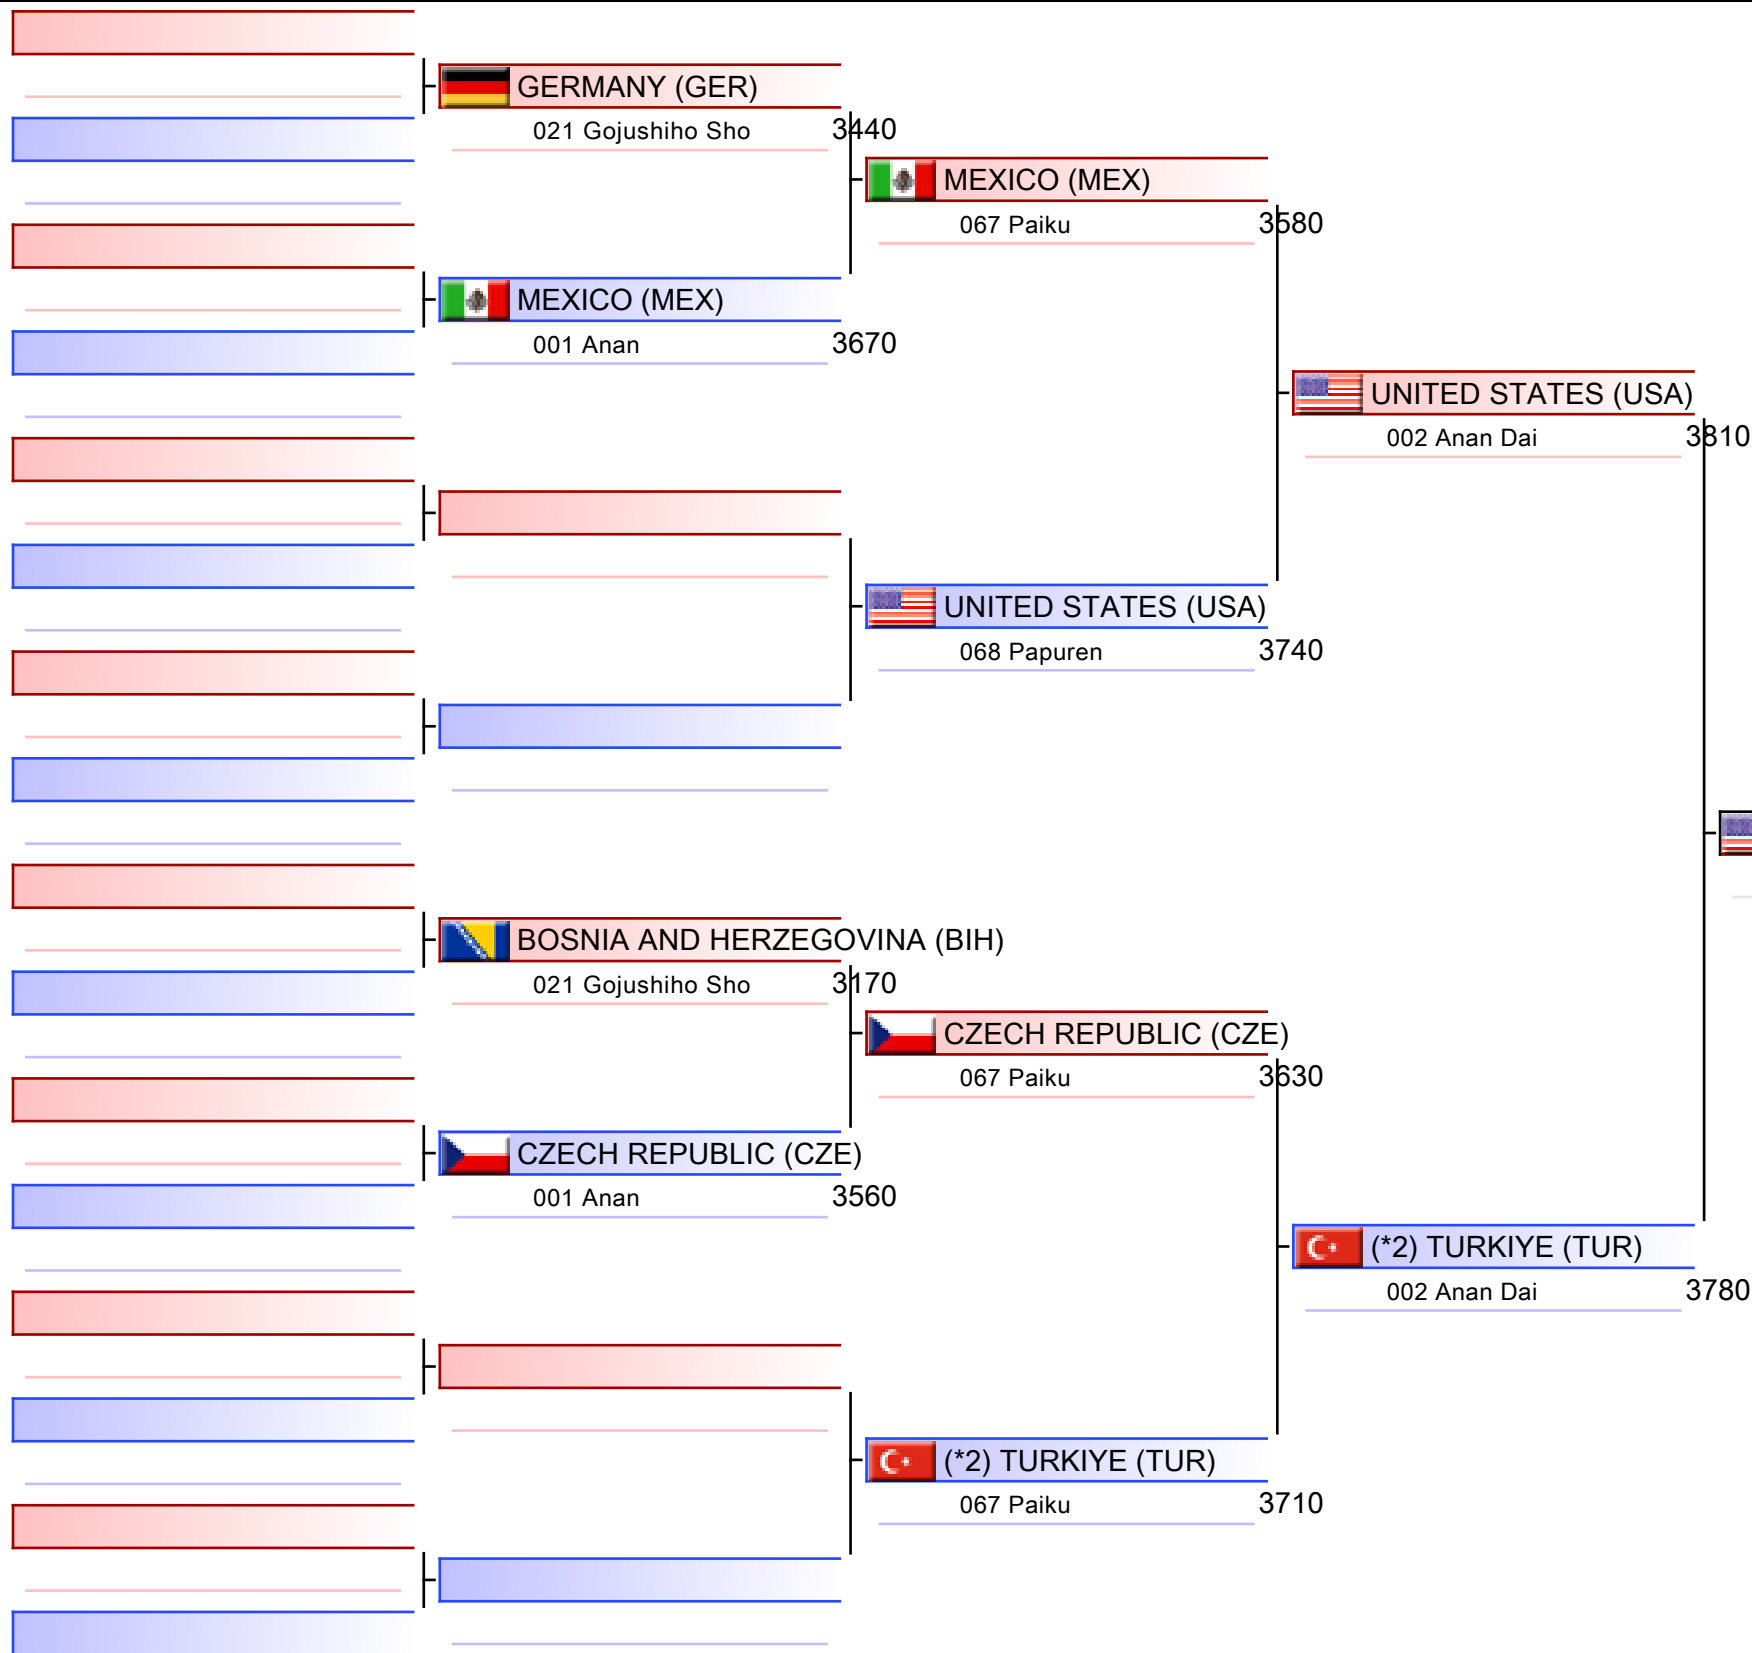 GERMANY (GER)
021 Gojushiho Sho 3440
MEXICO (MEX)
067 Paiku 3580
MEXICO (MEX)
001 Anan 3670
UNITED STATES (USA)
002 Anan Dai 3810
UNITED STATES (USA)
068 Papuren 3740
BOSNIA AND HERZEGOVINA (BIH)
021 Gojushiho Sho 3170
CZECH REPUBLIC (CZE)
067 Paiku 3630
CZECH REPUBLIC (CZE)
001 Anan 3560
(*2) TURKIYE (TUR)
002 Anan Dai 3780
(*2) TURKIYE (TUR)
067 Paiku 3710